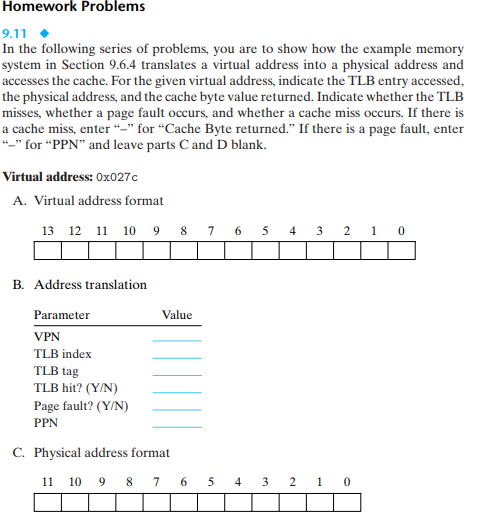 Homework Problems
9.11 ◆
In the following series of problems, you are to show how the example memory
system in Section 9.6.4 translates a virtual address into a physical address and
accesses the cache. For the given virtual address, indicate the TLB entry accessed,
the physical address, and the cache byte value returned. Indicate whether the TLB
misses, whether a page fault occurs, and whether a cache miss occurs. If there is
a cache miss, enter “–” for “Cache Byte returned.” If there is a page fault, enter
“–” for “PPN” and leave parts C and D blank.
Virtual address: 0x027c
A. Virtual address format
13 12 11 10 9 8 7 6 5 4 3 2 1 0
B. Address translation
Parameter Value
VPN
TLB index
TLB tag
TLB hit? (Y/N)
Page fault? (Y/N)
PPN
C. Physical address format
11 10 9 8 7 6 5 4 3 2 1 0